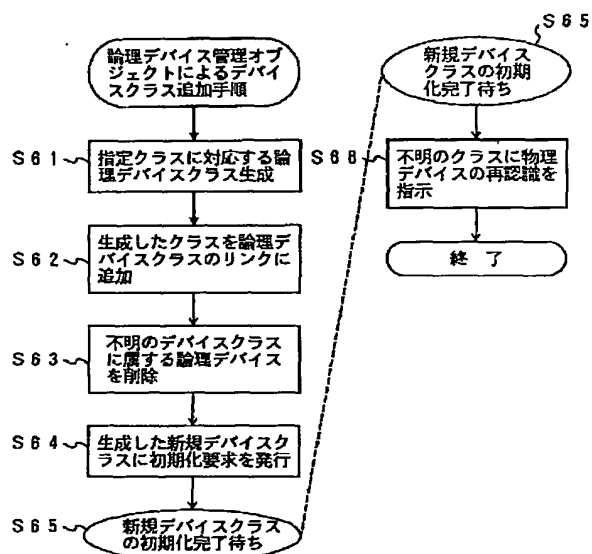 論理デバイス管理オブ
ジェクトによるデバイ
スクラス追加手順
S61
指定クラスに対応する論
理デバイスクラス生成
S62
生成したクラスを論理デ
バイスクラスのリンクに
追加
S63
不明のデバイスクラス
に属する論理デバイス
を削除
S64
生成した新規デバイスク
ラスに初期化要求を発行
S65
新規デバイスクラス
の初期化完了待ち
S65
新規デバイス
クラスの初期
化完了待ち
S66
不明のクラスに物理
デバイスの再認識を
指示
終了